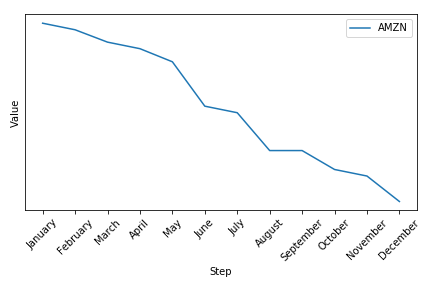 AMZN
Value
January
February
March
April
May
June
July
August
September
October
November
December
Step